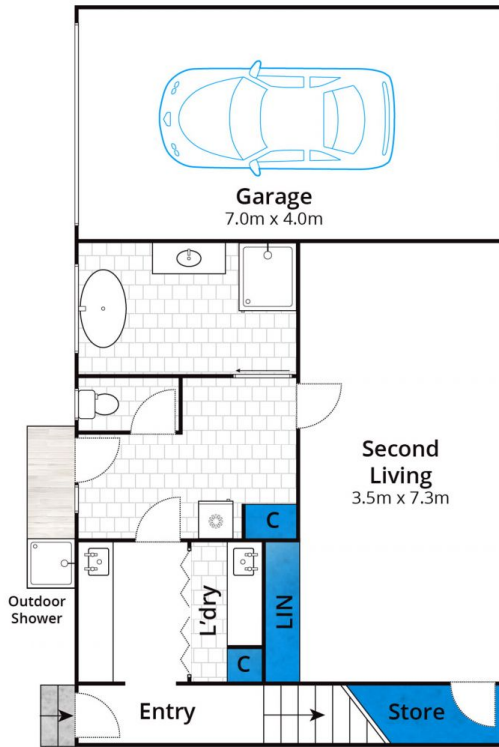 Garage
7.0m x 4.0m
Second
Living
3.5m x 7.3m
C
Outdoor
Shower
L'dry
LIN
C
Entry
Store